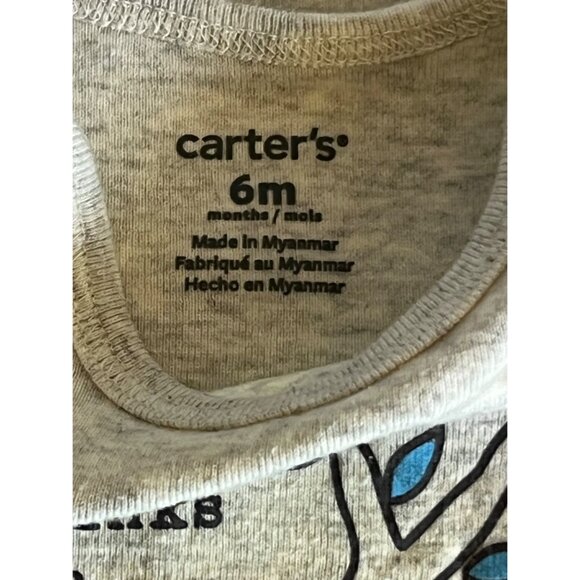 carter's®
6m
months / mois
Made in Myanmar
Fabriqué au Myanmar
Hecho en Myanmar